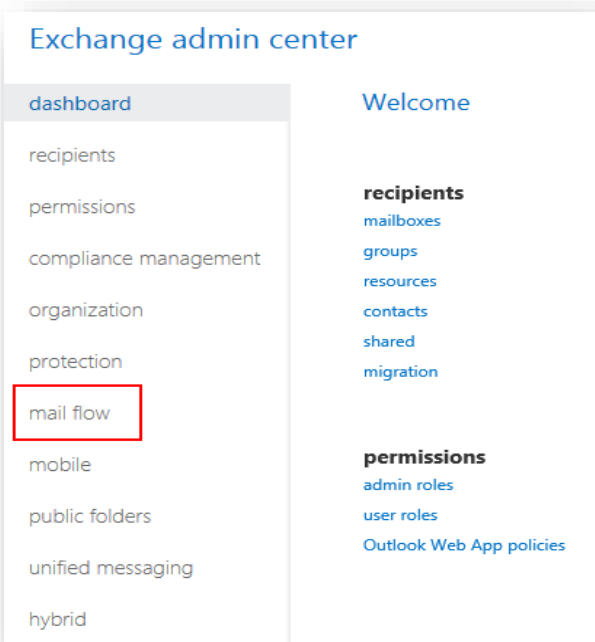 Exchange admin center
dashboard
recipients
permissions
compliance management
organization
protection
mail flow
mobile
public folders
unified messaging
hybrid
Welcome
recipients
mailboxes
groups
resources
contacts
shared
migration
permissions
admin roles
user roles
Outlook Web App policies